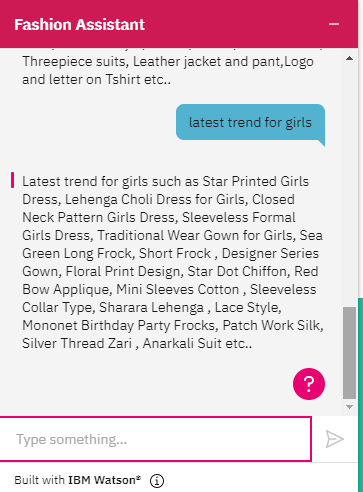 Fashion Assistant
Threepiece suits, Leather jacket and pant,Logo
and letter on Tshirt etc..
latest trend for girls
Latest trend for girls such as Star Printed Girls
Dress, Lehenga Choli Dress for Girls, Closed
Neck Pattern Girls Dress, Sleeveless Formal
Girls Dress, Traditional Wear Gown for Girls, Sea
Green Long Frock, Short Frock , Designer Series
Gown, Floral Print Design, Star Dot Chiffon, Red
Bow Applique, Mini Sleeves Cotton , Sleeveless
Collar Type, Sharara Lehenga , Lace Style,
Mononet Birthday Party Frocks, Patch Work Silk,
Silver Thread Zari , Anarkali Suit etc..
?
Type something...
Built with IBM Watson®